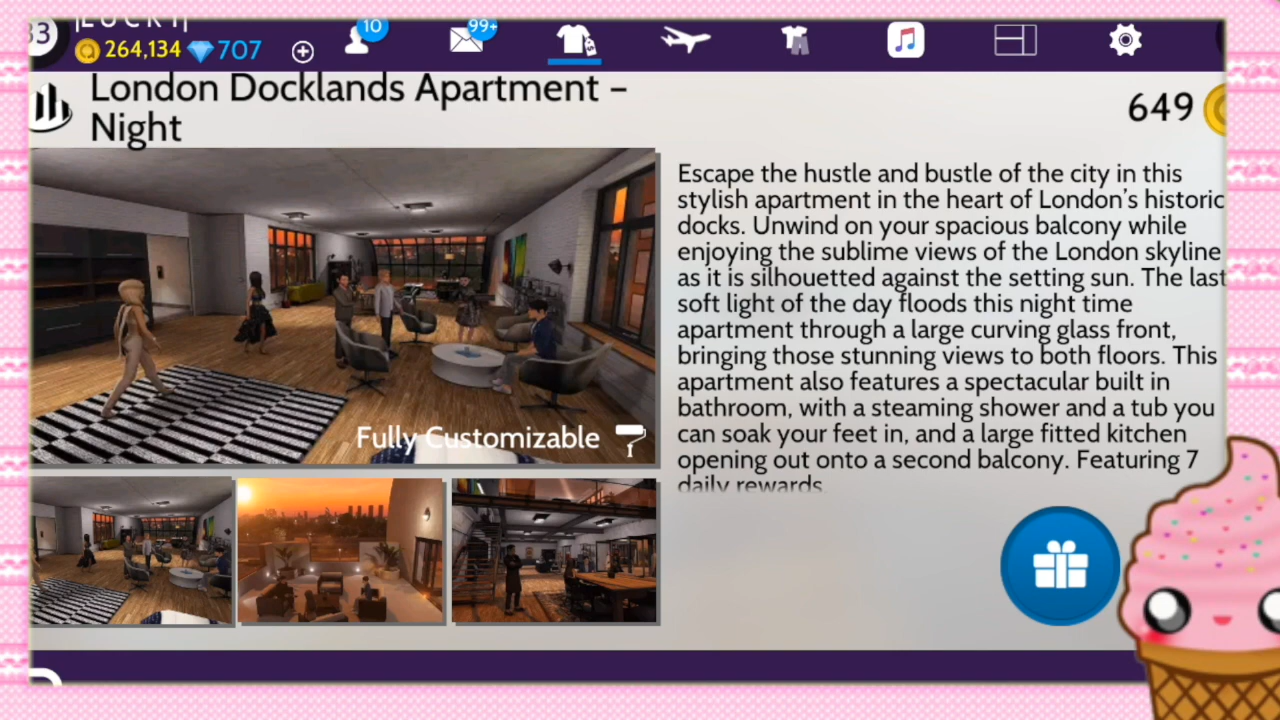 33
LUCKY
264,134 707
10
99+
London Docklands Apartment –
Night
649
Escape the hustle and bustle of the city in this
stylish apartment in the heart of London's historic
docks. Unwind on your spacious balcony while
enjoying the sublime views of the London skyline
as it is silhouetted against the setting sun. The last
soft light of the day floods this night time
apartment through a large curving glass front,
bringing those stunning views to both floors. This
apartment also features a spectacular built in
bathroom, with a steaming shower and a tub you
can soak your feet in, and a large fitted kitchen
opening out onto a second balcony. Featuring 7
daily rewards.
Fully Customizable